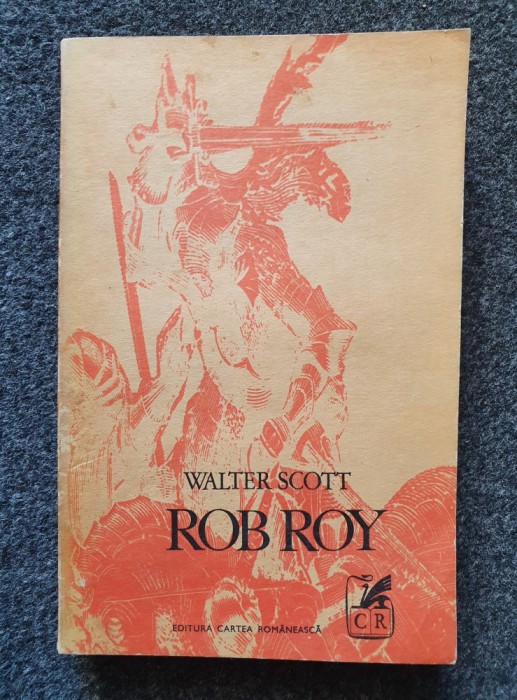 WALTER SCOTT
ROB ROY
EDITURA CARTEA ROMÂNEASCĂ
CR